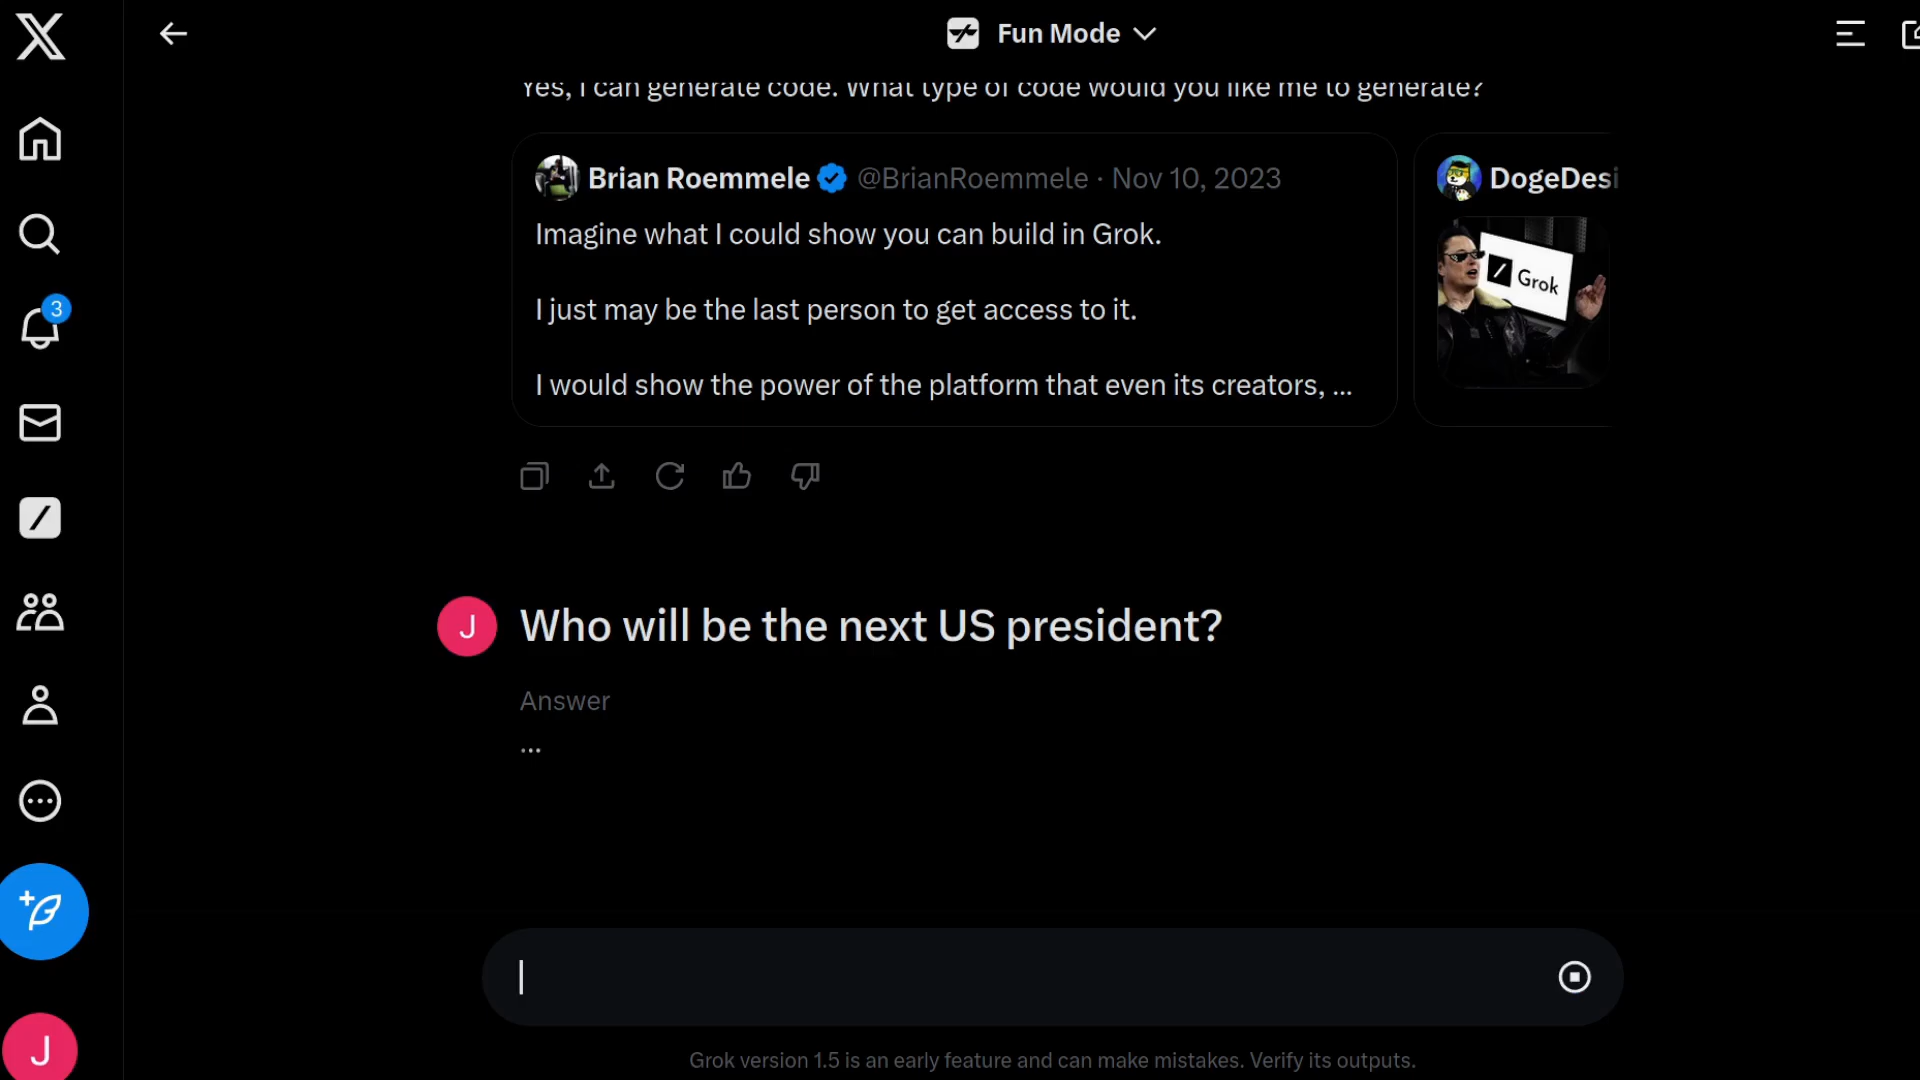 Fun Mode
Yes, I can generate code. What type of code would you like me to generate?
Brian Roemmele @BrianRoemmele · Nov 10, 2023
Imagine what I could show you can build in Grok.
I just may be the last person to get access to it.
I would show the power of the platform that even its creators, ...
DogeDesi
Grok
3
J
Who will be the next US president?
Answer
...
J
Grok version 1.5 is an early feature and can make mistakes. Verify its outputs.